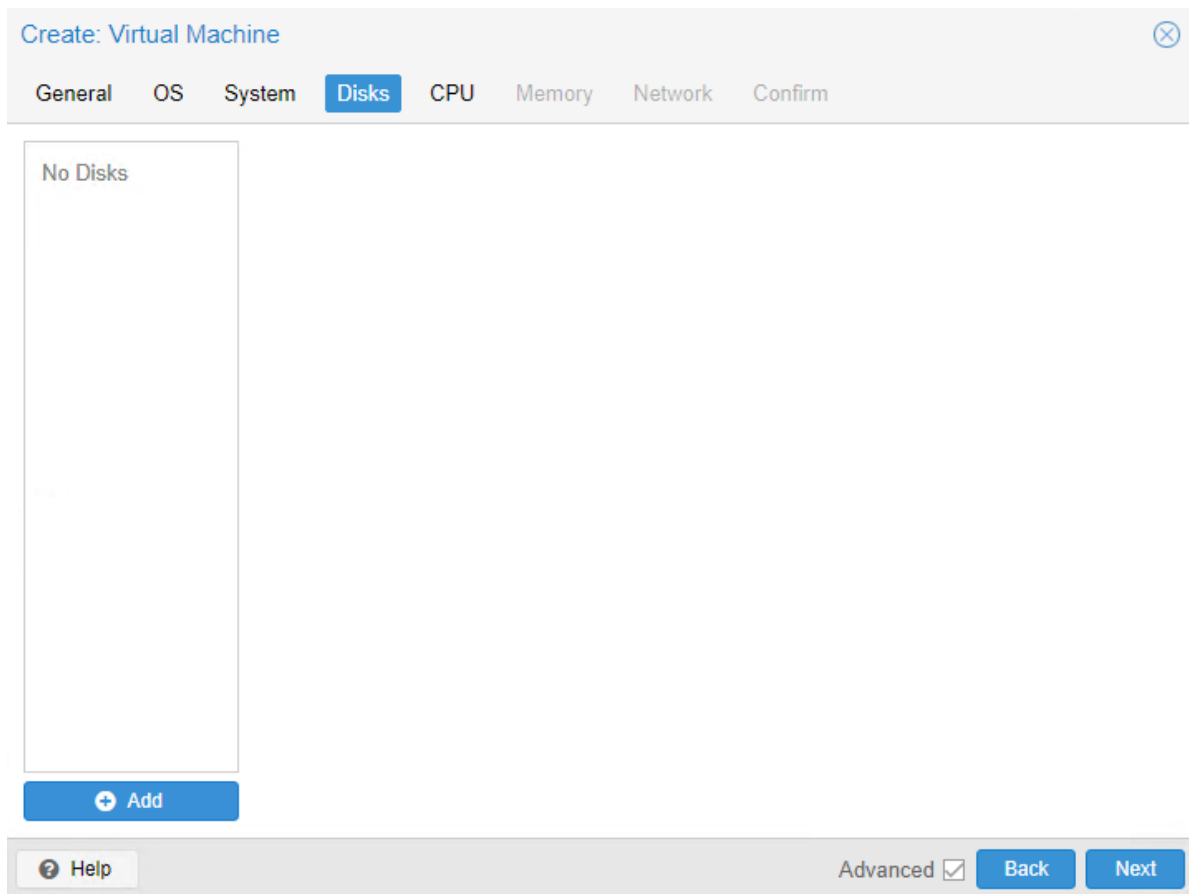 Create: Virtual Machine
General OS System Disks CPU Memory Network Confirm
No Disks
Add
Help Advanced Back Next